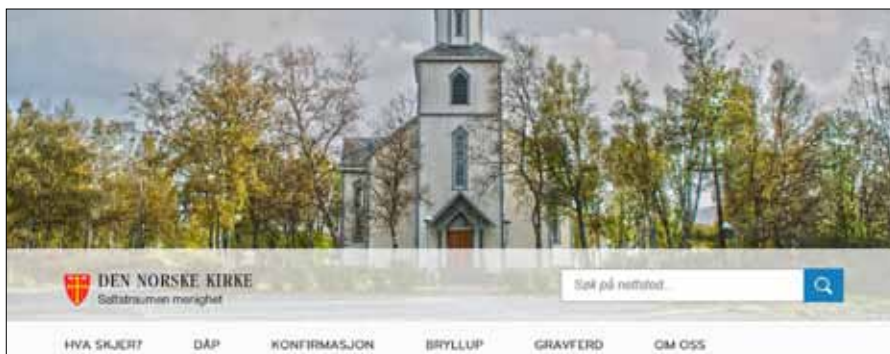 DEN NORSKE KIRKE
Saltstraumen menighet
Søk på nettsted...
HVA SKJER?
DÅP
KONFIRMASJON
BRYLLUP
GRAVFERD
OM OSS